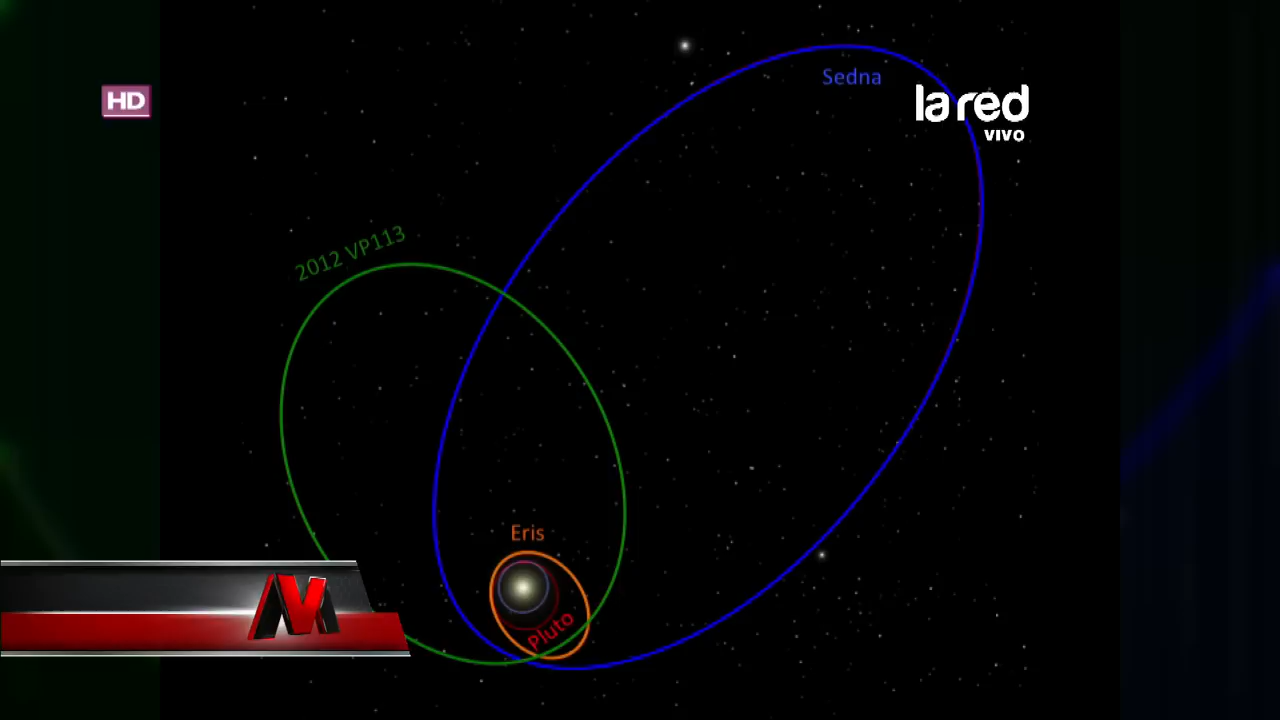 Sedna
HD
la red
vivo
2012 VP113
Eris
Pluto